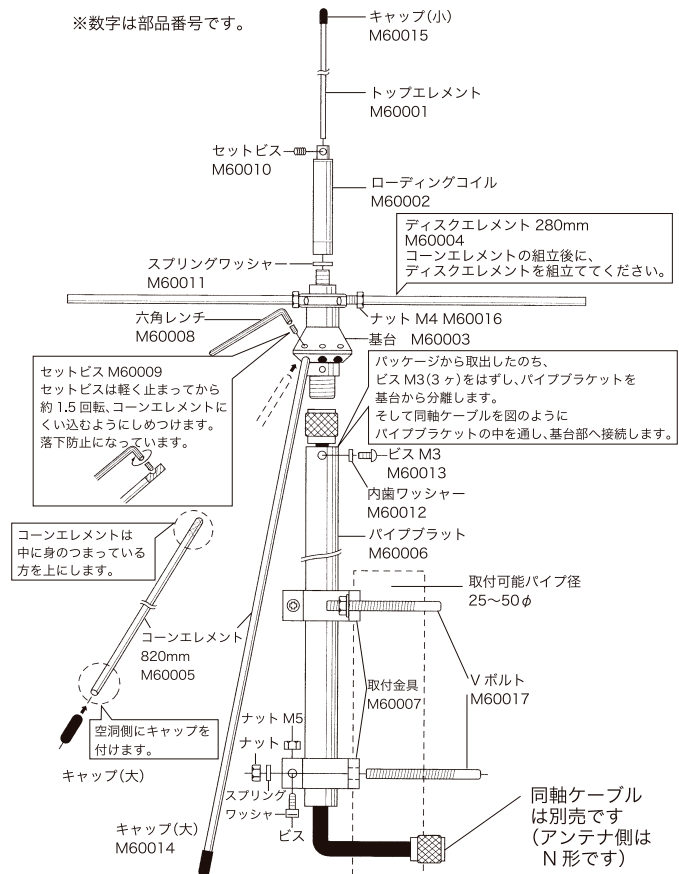 ※数字は部品番号です。
キャップ(小)
M60015
トップエレメント
M60001
セットビス
M60010
ローディングコイル
M60002
ディスクエレメント 280mm
M60004
コーンエレメントの組立後に、
ディスクエレメントを組立ててください。
スプリングワッシャー
M60011
六角レンチ
M60008
ナット M4 M60016
基台 M60003
セットビス M60009
セットビスは軽く止まってから
約1.5回転、コーンエレメントに
くい込むようにしめつけます。
落下防止になっています。
パッケージから取出したのち、
ビス M3(3ヶ)をはずし、パイプブラケットを
基台から分離します。
そして同軸ケーブルを図のように
パイプブラケットの中を通し、基台部へ接続します。
ビス M3
M60013
内歯ワッシャー
M60012
パイプブラット
M60006
コーンエレメントは
中に身のつまっている
方を上にします。
取付可能パイプ径
25〜50φ
コーンエレメント
820mm
M60005
Vボルト
M60017
取付金具
M60007
空洞側にキャップを
付けます。
キャップ(大)
ナット M5
ナット
スプリング
ワッシャー
ビス
キャップ(大)
M60014
同軸ケーブル
は別売です
(アンテナ側は
N形です)